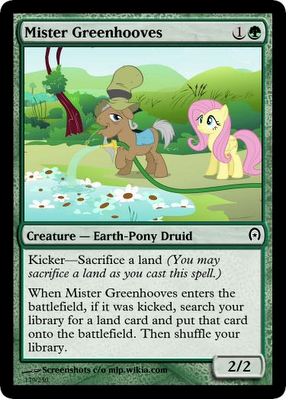 Mister Greenhooves 1
Creature — Earth-Pony Druid
Kicker—Sacrifice a land (You may
sacrifice a land as you cast this spell.)
When Mister Greenhooves enters the
battlefield, if it was kicked, search your
library for a land card and put that card
onto the battlefield. Then shuffle your
library.
2/2
Screenshots c/o mlp.wikia.com